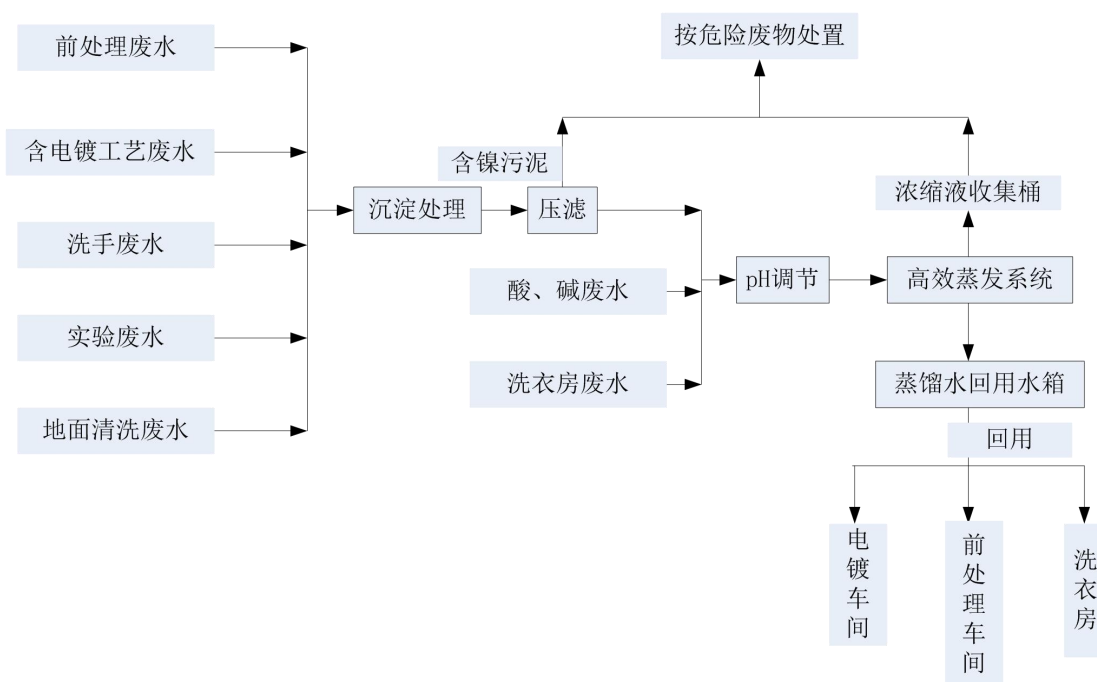 前处理废水
按危险废物处置
含电镀工艺废水
含镍污泥
浓缩液收集桶
沉淀处理
压滤
洗手废水
酸、碱废水
pH调节
高效蒸发系统
实验废水
洗衣房废水
蒸馏水回用水箱
地面清洗废水
回用
电镀车间
前处理车间
洗衣房